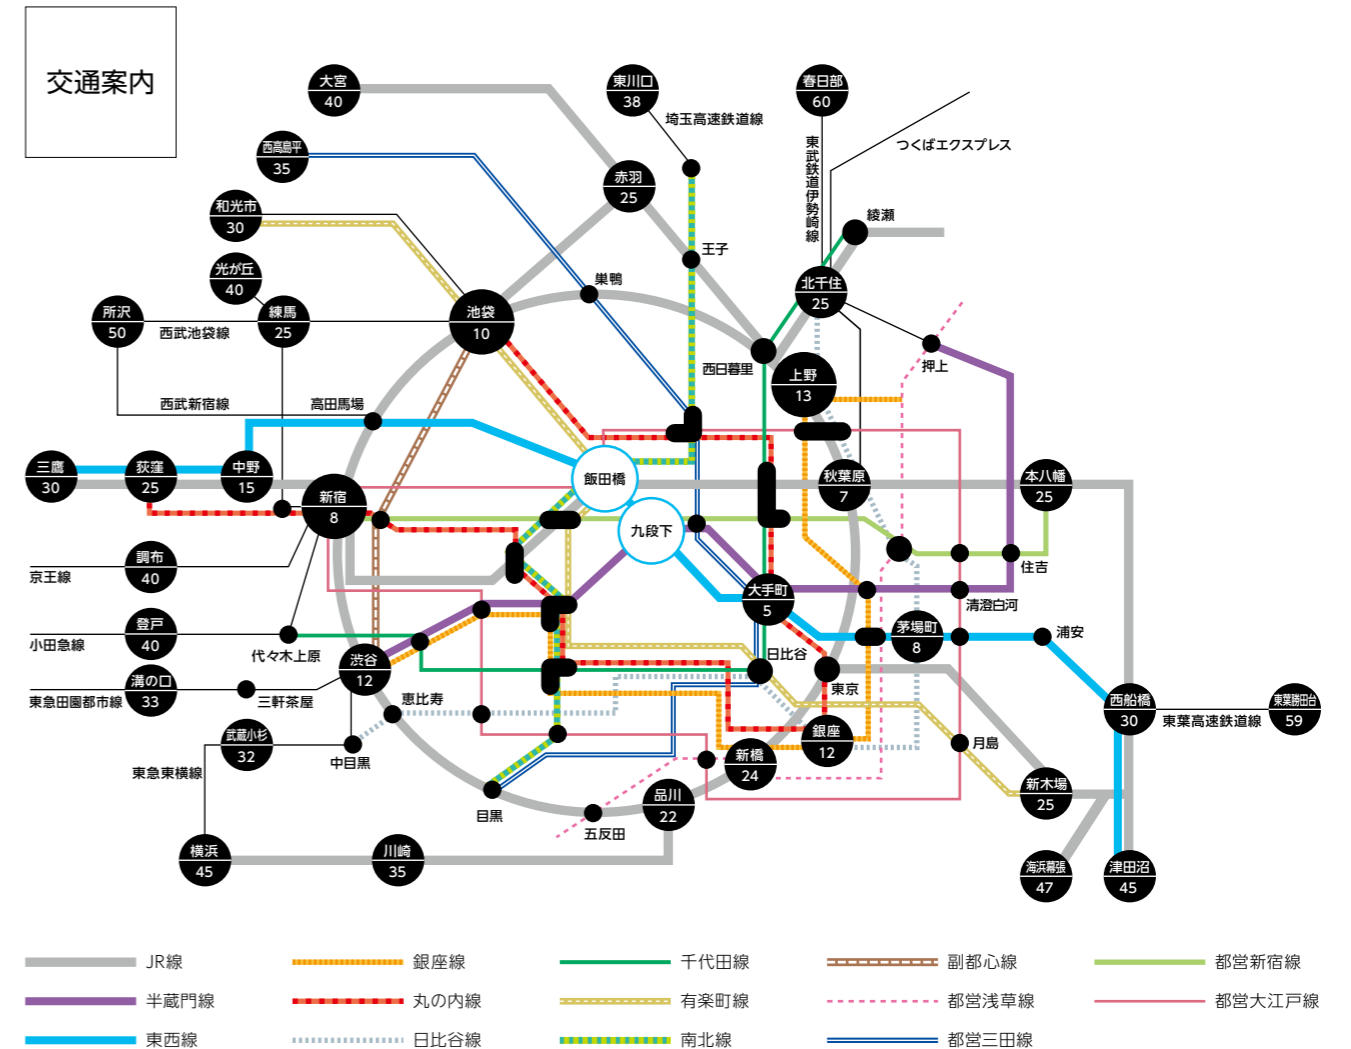 交通案内
大宮
40
東川口
38
埼玉高速鉄道線
春日部
60
東武鉄道伊勢崎線
つくばエクスプレス
西高島平
35
赤羽
25
和光市
30
綾瀬
王子
光が丘
40
巣鴨
北千住
25
所沢
50
練馬
25
西武池袋線
池袋
10
西日暮里
押上
上野
13
西武新宿線
高田馬場
三鷹
30
荻窪
25
中野
15
飯田橋
秋葉原
7
本八幡
25
新宿
8
九段下
京王線
調布
40
住吉
大手町
5
清澄白河
小田急線
登戸
40
代々木上原
茅場町
8
浦安
渋谷
12
日比谷
東京
東急田園都市線
溝の口
33
三軒茶屋
恵比寿
西船橋
30
東葉高速鉄道線
東葉勝田台
59
武蔵小杉
32
東急東横線
中目黒
銀座
12
新橋
24
月島
目黒
品川
22
新木場
25
五反田
横浜
45
川崎
35
海浜幕張
47
津田沼
45
JR線
銀座線
千代田線
副都心線
都営新宿線
半蔵門線
丸の内線
有楽町線
都営浅草線
都営大江戸線
東西線
日比谷線
南北線
都営三田線